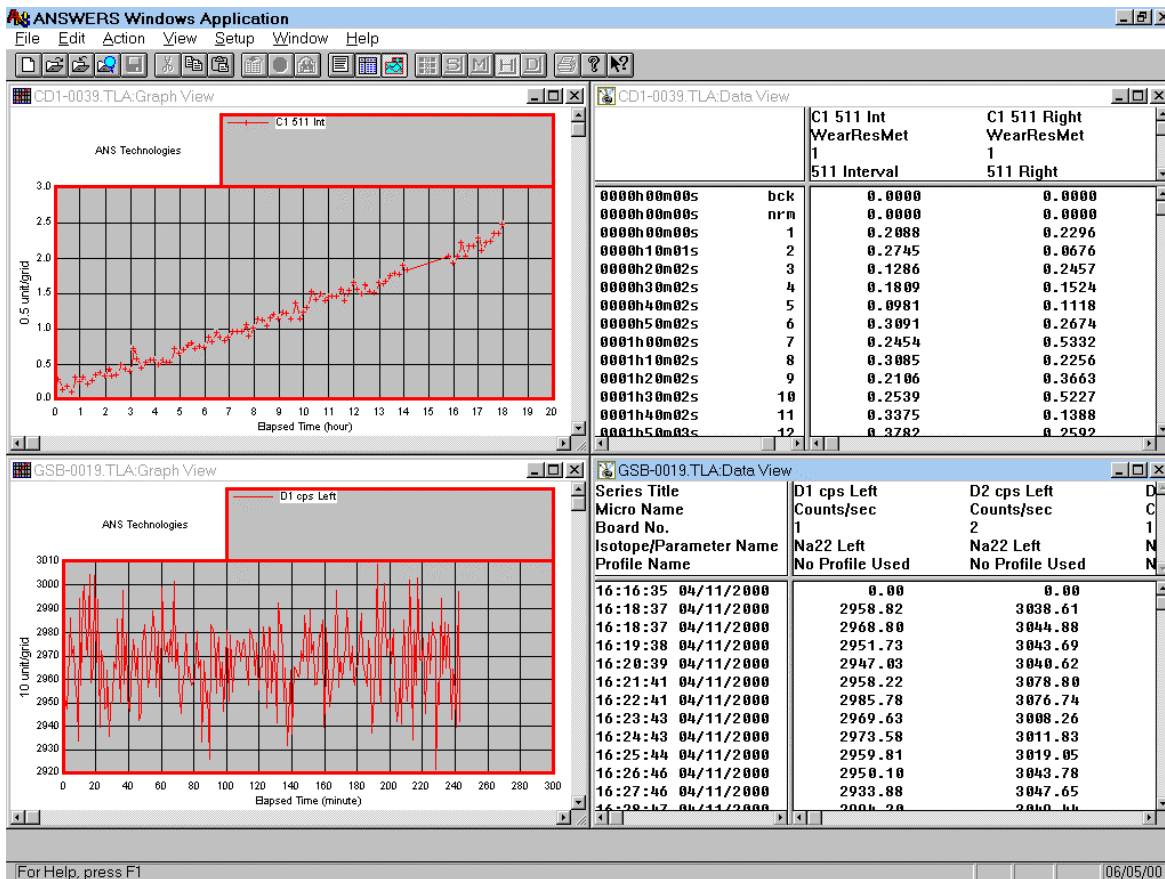 ANSWERS Windows Application
File Edit Action View Setup Window Help
S M H D
CD1-0039.TLA:Graph View
C1 511 Int
ANS Technologies
3.0
2.5
2.0
1.5
1.0
0.5
0.0
0.5 unit/grid
0 1 2 3 4 5 6 7 8 9 10 11 12 13 14 15 16 17 18 19 20
Elapsed Time (hour)
CD1-0039.TLA:Data View
C1 511 Int C1 511 Right
WearResMet WearResMet
1 1
511 Interval 511 Right
0000h00m00s bck 0.0000 0.0000
0000h00m00s nrm 0.0000 0.0000
0000h00m00s 1 0.2088 0.2296
0000h10m01s 2 0.2745 0.0676
0000h20m02s 3 0.1286 0.2457
0000h30m02s 4 0.1809 0.1524
0000h40m02s 5 0.0981 0.1118
0000h50m02s 6 0.3091 0.2674
0001h00m02s 7 0.2454 0.5332
0001h10m02s 8 0.3085 0.2256
0001h20m02s 9 0.2106 0.3663
0001h30m02s 10 0.2539 0.5227
0001h40m02s 11 0.3375 0.1388
0001h50m03s 12 0.3782 0.2592
GSB-0019.TLA:Graph View
D1 cps Left
ANS Technologies
3010
3000
2990
2980
2970
2960
2950
2940
2930
2920
10 unit/grid
0 20 40 60 80 100 120 140 160 180 200 220 240 260 280 300
Elapsed Time (minute)
GSB-0019.TLA:Data View
Series Title D1 cps Left D2 cps Left D
Micro Name Counts/sec Counts/sec C
Board No. 1 2 1
Isotope/Parameter Name Na22 Left Na22 Left N
Profile Name No Profile Used No Profile Used N
16:16:35 04/11/2000 0.00 0.00
16:18:37 04/11/2000 2958.82 3038.61
16:18:37 04/11/2000 2968.80 3044.88
16:19:38 04/11/2000 2951.73 3043.69
16:20:39 04/11/2000 2947.03 3040.62
16:21:41 04/11/2000 2958.22 3078.80
16:22:41 04/11/2000 2985.78 3076.74
16:23:43 04/11/2000 2969.63 3008.26
16:24:43 04/11/2000 2973.58 3011.83
16:25:44 04/11/2000 2959.81 3019.05
16:26:46 04/11/2000 2950.10 3043.78
16:27:46 04/11/2000 2933.88 3047.65
16:28:47 04/11/2000
For Help, press F1 06/05/00